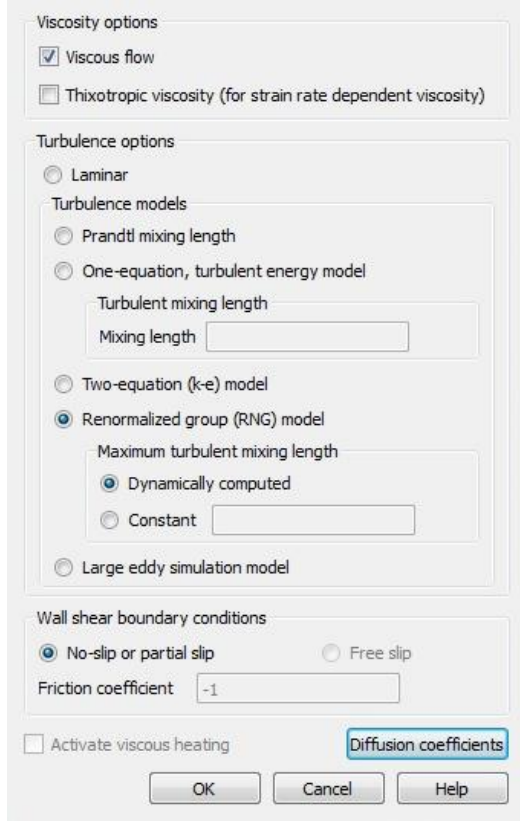 Viscosity options
Viscous flow
Thixotropic viscosity (for strain rate dependent viscosity)
Turbulence options
Laminar
Turbulence models
Prandtl mixing length
One-equation, turbulent energy model
Turbulent mixing length
Mixing length
Two-equation (k-e) model
Renormalized group (RNG) model
Maximum turbulent mixing length
Dynamically computed
Constant
Large eddy simulation model
Wall shear boundary conditions
No-slip or partial slip Free slip
Friction coefficient -1
Activate viscous heating Diffusion coefficients
OK Cancel Help